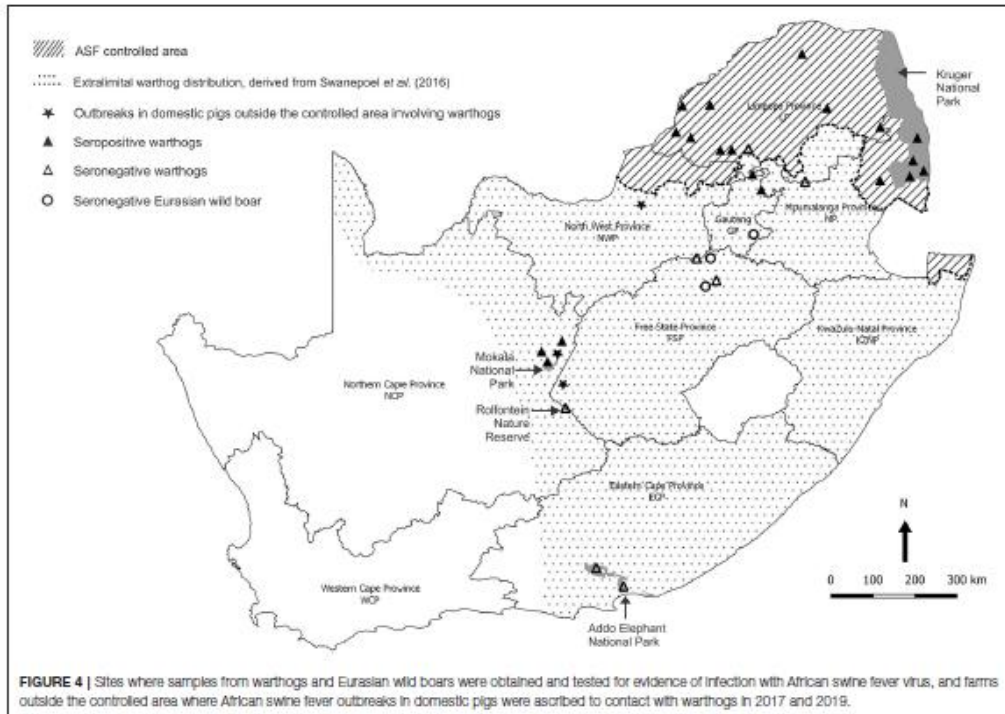 ASF controlled area
Extralimital warthog distribution, derived from Swanepoel et al. (2016)
Outbreaks in domestic pigs outside the controlled area involving warthogs
Seropositive warthogs
Seronegative warthogs
Seronegative Eurasian wild boar
Kruger
National
Park
Limpopo Province
LP
Mpumalanga Province
MP
Gauteng
GP
North West Province
NWP
Free State Province
FSP
KwaZulu-Natal Province
KZNP
Mokala
National
Park
Northern Cape Province
NCP
Rolfontein
Nature
Reserve
Eastern Cape Province
ECP
N
0 100 200 300 km
Western Cape Province
WCP
Addo Elephant
National Park
FIGURE 4 | Sites where samples from warthogs and Eurasian wild boars were obtained and tested for evidence of infection with African swine fever virus, and farms
outside the controlled area where African swine fever outbreaks in domestic pigs were ascribed to contact with warthogs in 2017 and 2019.